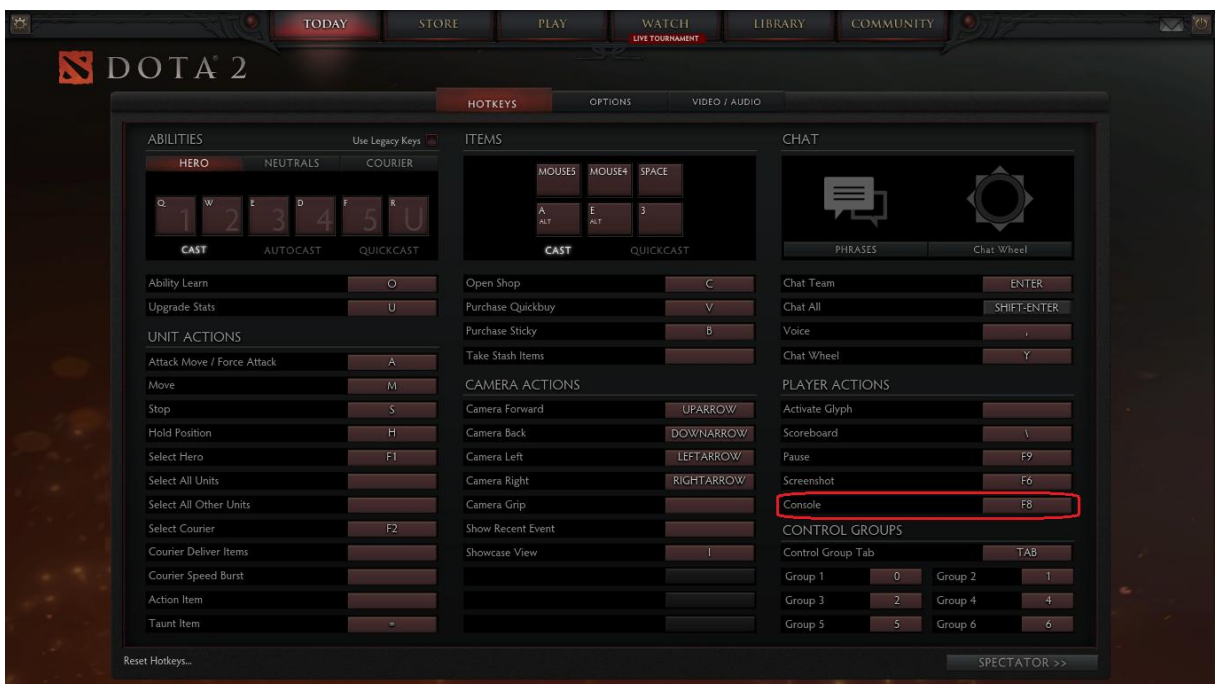 TODAY STORE PLAY WATCH LIBRARY COMMUNITY
LIVE TOURNAMENT
DOTA 2
HOTKEYS OPTIONS VIDEO / AUDIO
ABILITIES Use Legacy Keys
HERO NEUTRALS COURIER
Q W E D F R
1 2 3 4 5 U
CAST AUTOCAST QUICKCAST
Ability Learn O
Upgrade Stats U
UNIT ACTIONS
Attack Move / Force Attack A
Move M
Stop S
Hold Position H
Select Hero F1
Select All Units
Select All Other Units
Select Courier F2
Courier Deliver Items
Courier Speed Burst
Action Item
Taunt Item =
ITEMS
MOUSE5 MOUSE4 SPACE
A E 3
ALT ALT
CAST QUICKCAST
Open Shop C
Purchase Quickbuy V
Purchase Sticky B
Take Stash Items
CAMERA ACTIONS
Camera Forward UPARROW
Camera Back DOWNARROW
Camera Left LEFTARROW
Camera Right RIGHTARROW
Camera Grip
Show Recent Event
Showcase View I
CHAT
PHRASES Chat Wheel
Chat Team ENTER
Chat All SHIFT-ENTER
Voice ,
Chat Wheel Y
PLAYER ACTIONS
Activate Glyph
Scoreboard \
Pause F9
Screenshot F6
Console F8
CONTROL GROUPS
Control Group Tab TAB
Group 1 0 Group 2 1
Group 3 2 Group 4 4
Group 5 5 Group 6 6
Reset Hotkeys...
SPECTATOR >>